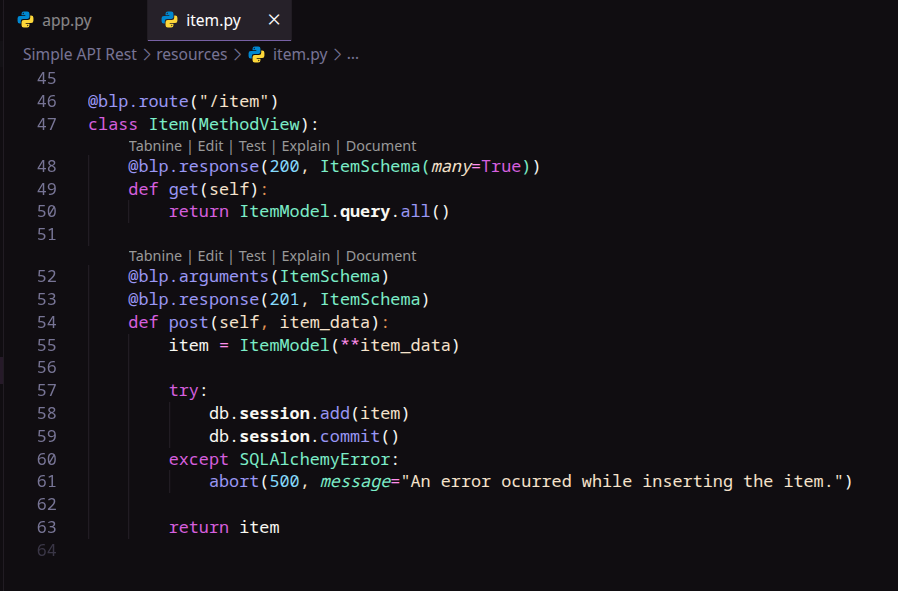 app.py item.py ×
Simple API Rest > resources > item.py > ...
45
46 @blp.route("/item")
47 class Item(MethodView):
Tabnine | Edit | Test | Explain | Document
48 @blp.response(200, ItemSchema(many=True))
49 def get(self):
50 return ItemModel.query.all()
51
Tabnine | Edit | Test | Explain | Document
52 @blp.arguments(ItemSchema)
53 @blp.response(201, ItemSchema)
54 def post(self, item_data):
55 item = ItemModel(**item_data)
56
57 try:
58 db.session.add(item)
59 db.session.commit()
60 except SQLAlchemyError:
61 abort(500, message="An error ocurred while inserting the item.")
62
63 return item
64